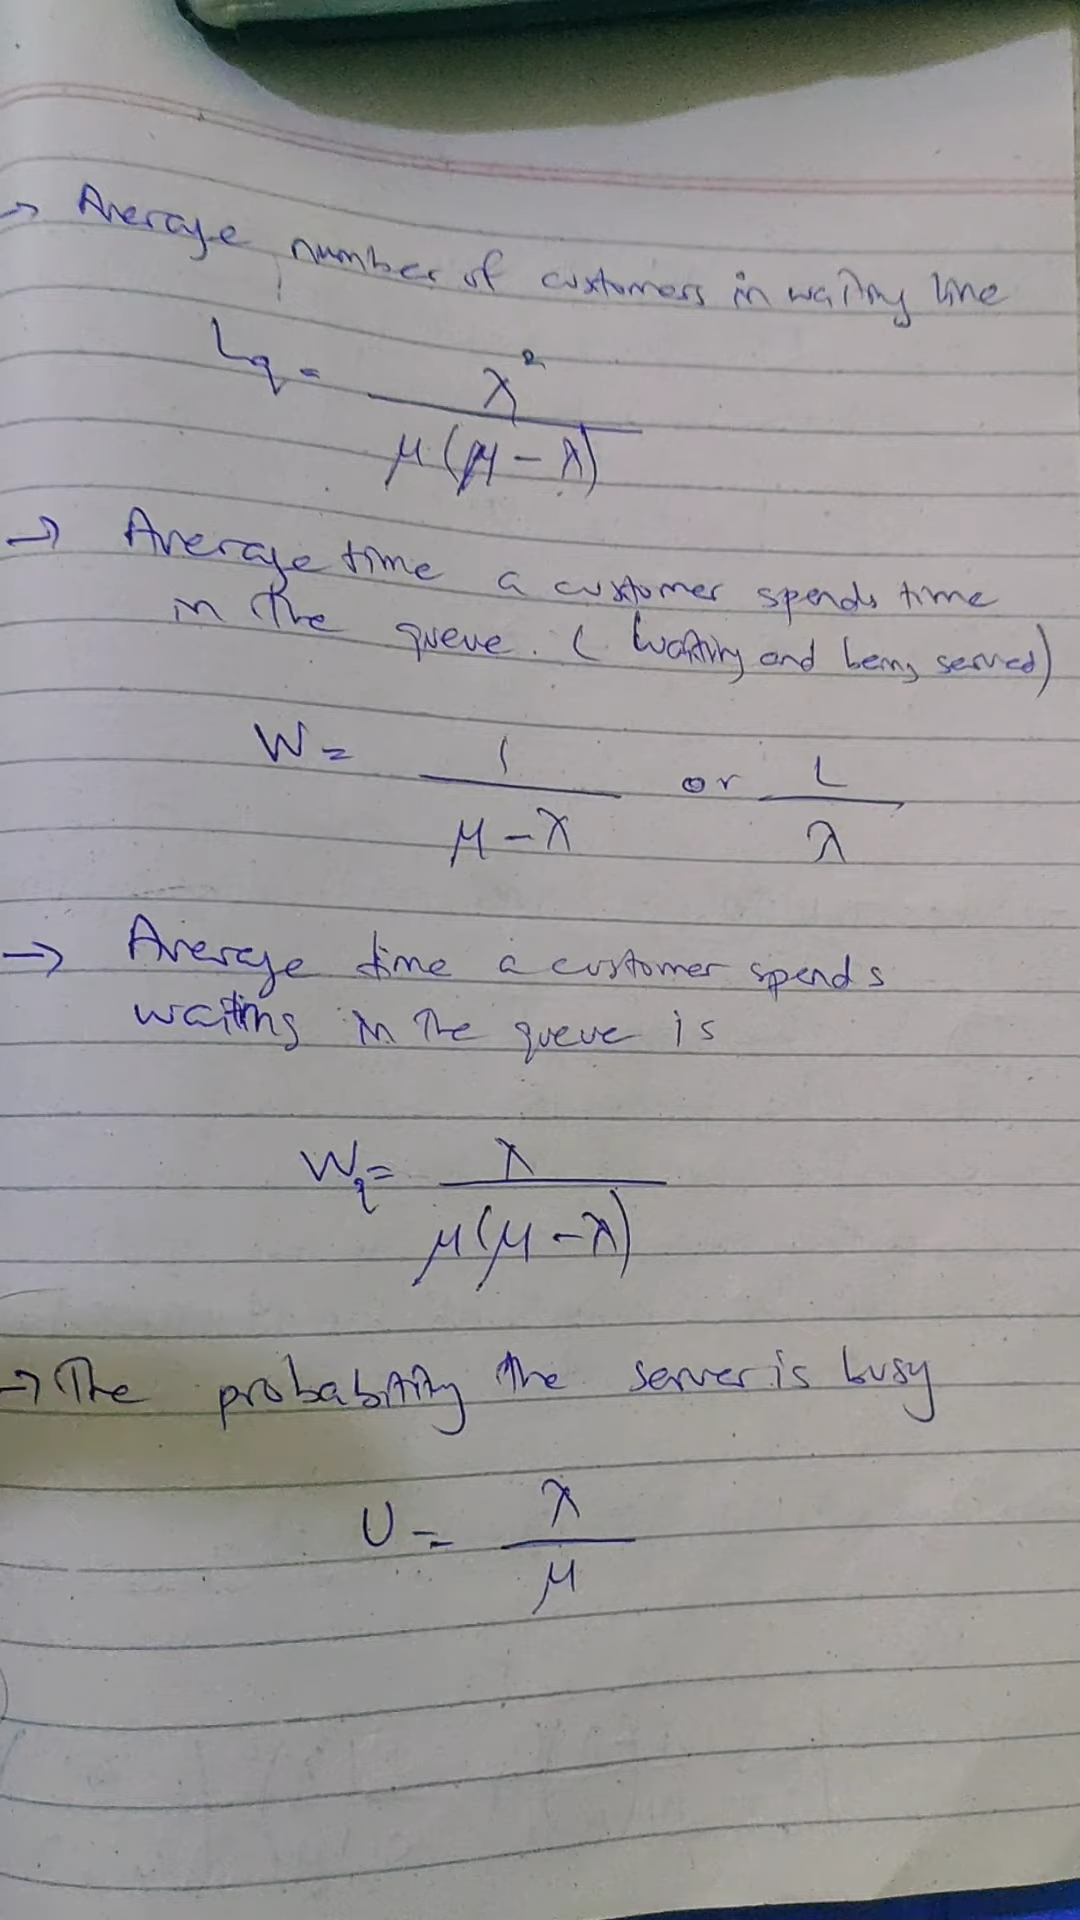 → Average number of customers in waiting line
Lq = λ² / μ(μ − λ)
→ Average time a customer spends time
in the queue. ( Waiting and being served)
W = 1 / μ − λ or L / λ
→ Average time a customer spends
waiting in the queue is
Wq = λ / μ(μ − λ)
→ The probability the server is busy
U = λ / μ